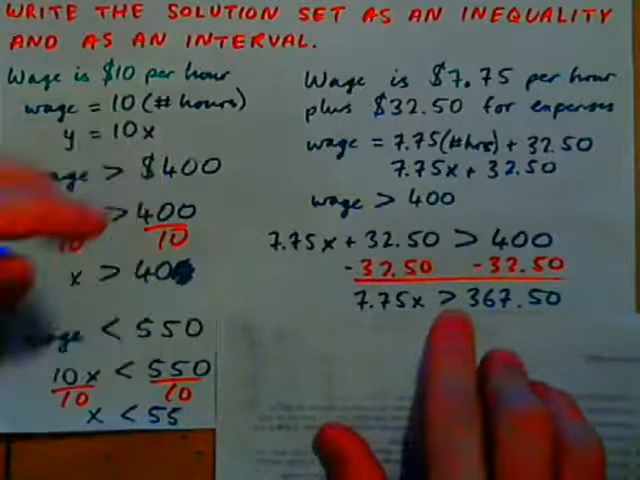 WRITE THE SOLUTION SET AS AN INEQUALITY
AND AS AN INTERVAL.
Wage is $10 per hour
wage = 10 (# hours)
y = 10x
> $400
> 400
10 10
x > 40
< 550
10x < 550
10 10
x < 55
Wage is $7.75 per hour
plus $32.50 for expenses
wage = 7.75(#hrs) + 32.50
7.75x + 32.50
wage > 400
7.75x + 32.50 > 400
-32.50 -32.50
7.75x > 367.50